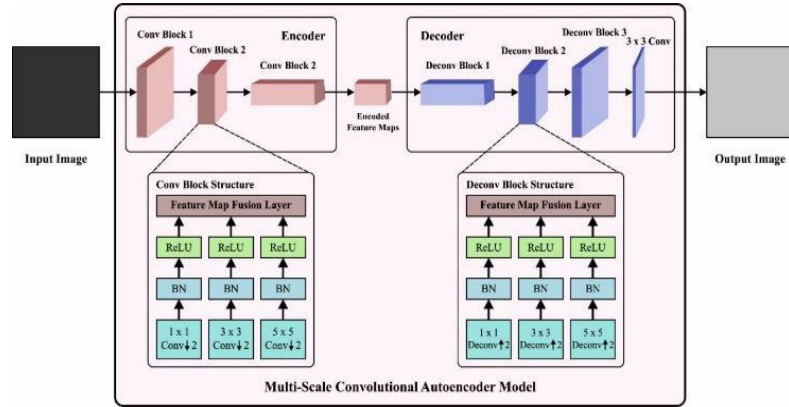 Conv Block 1
Conv Block 2
Encoder
Conv Block 2
Encoded
Feature Maps
Decoder
Deconv Block 1
Deconv Block 2
Deconv Block 3
3 x 3 Conv
Input Image
Output Image
Conv Block Structure
Feature Map Fusion Layer
ReLU ReLU ReLU
BN BN BN
1 x 1 3 x 3 5 x 5
Conv↓2 Conv↓2 Conv↓2
Deconv Block Structure
Feature Map Fusion Layer
ReLU ReLU ReLU
BN BN BN
1 x 1 3 x 3 5 x 5
Deconv↑2 Deconv↑2 Deconv↑2
Multi-Scale Convolutional Autoencoder Model